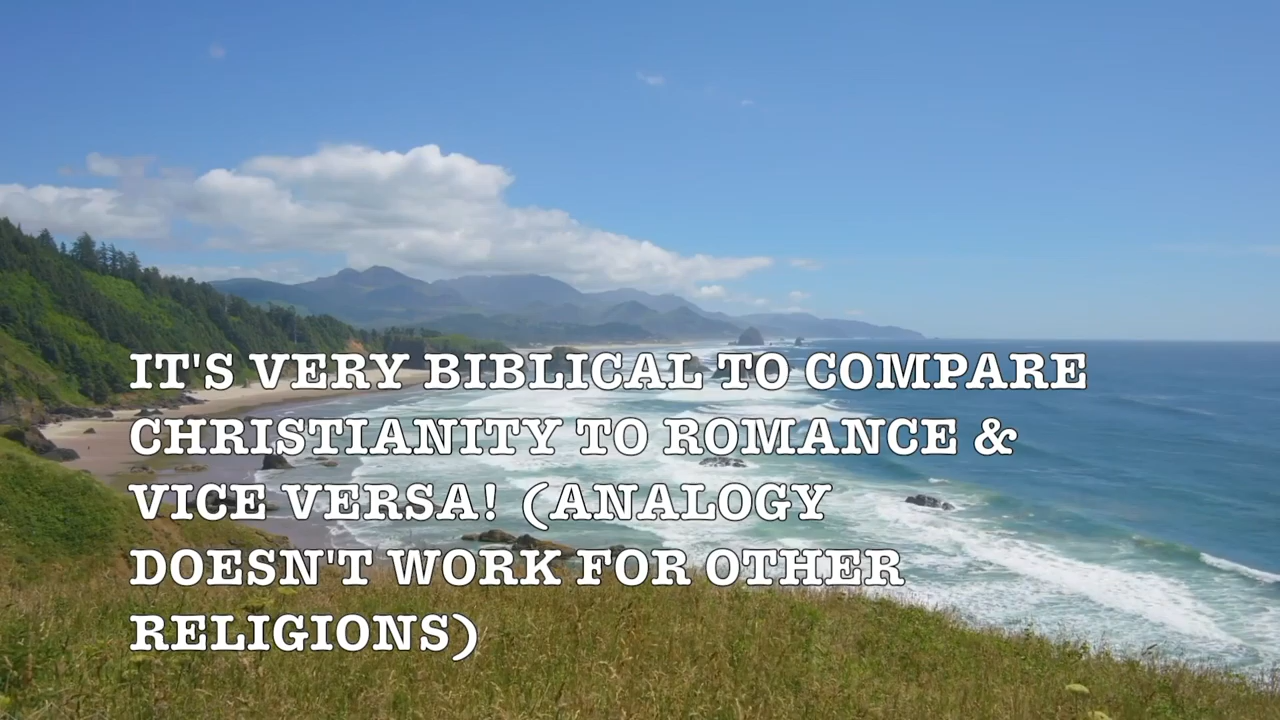 IT'S VERY BIBLICAL TO COMPARE
CHRISTIANITY TO ROMANCE &
VICE VERSA! (ANALOGY
DOESN'T WORK FOR OTHER
RELIGIONS)